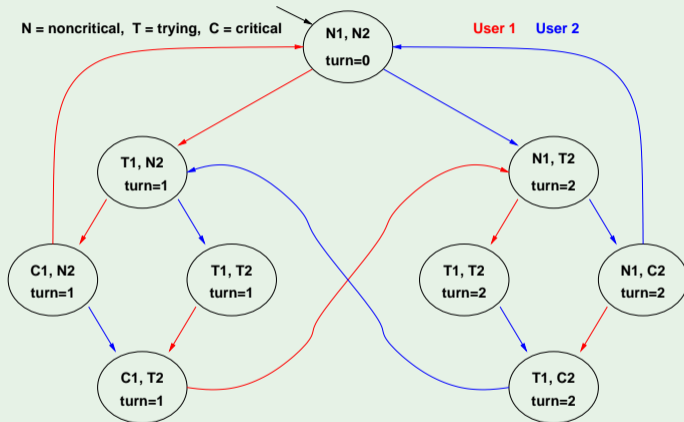 N = noncritical, T = trying, C = critical
User 1 User 2
N1, N2
turn=0
T1, N2
turn=1
N1, T2
turn=2
C1, N2
turn=1
T1, T2
turn=1
T1, T2
turn=2
N1, C2
turn=2
C1, T2
turn=1
T1, C2
turn=2